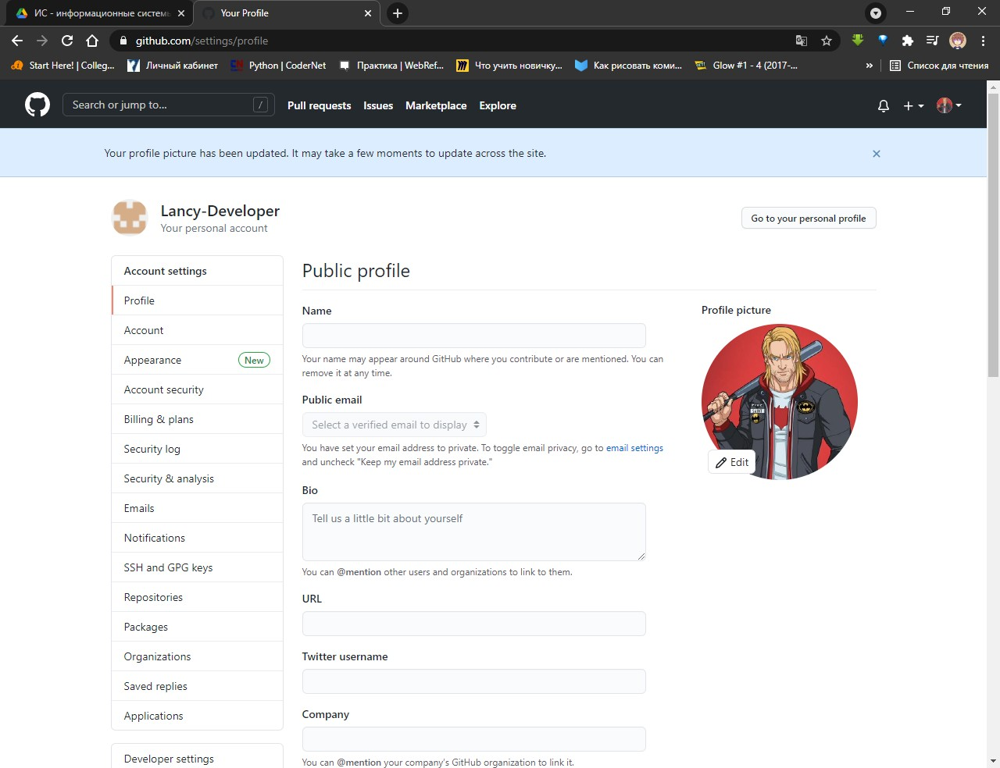 ИС - информационные систем
Your Profile
github.com/settings/profile
Start Here! | Colleg...
Личный кабинет
Python | CoderNet
Практика | WebRef...
Что учить новичку...
Как рисовать коми...
Glow #1 - 4 (2017-...
»
Список для чтения
Search or jump to...
/
Pull requests
Issues
Marketplace
Explore
Your profile picture has been updated. It may take a few moments to update across the site.
Lancy-Developer
Your personal account
Go to your personal profile
Account settings
Profile
Account
Appearance
New
Account security
Billing & plans
Security log
Security & analysis
Emails
Notifications
SSH and GPG keys
Repositories
Packages
Organizations
Saved replies
Applications
Developer settings
Public profile
Name
Your name may appear around GitHub where you contribute or are mentioned. You can
remove it at any time.
Public email
Select a verified email to display
You have set your email address to private. To toggle email privacy, go to email settings
and uncheck "Keep my email address private."
Bio
Tell us a little bit about yourself
You can @mention other users and organizations to link to them.
URL
Twitter username
Company
You can @mention your company's GitHub organization to link it.
Profile picture
Edit